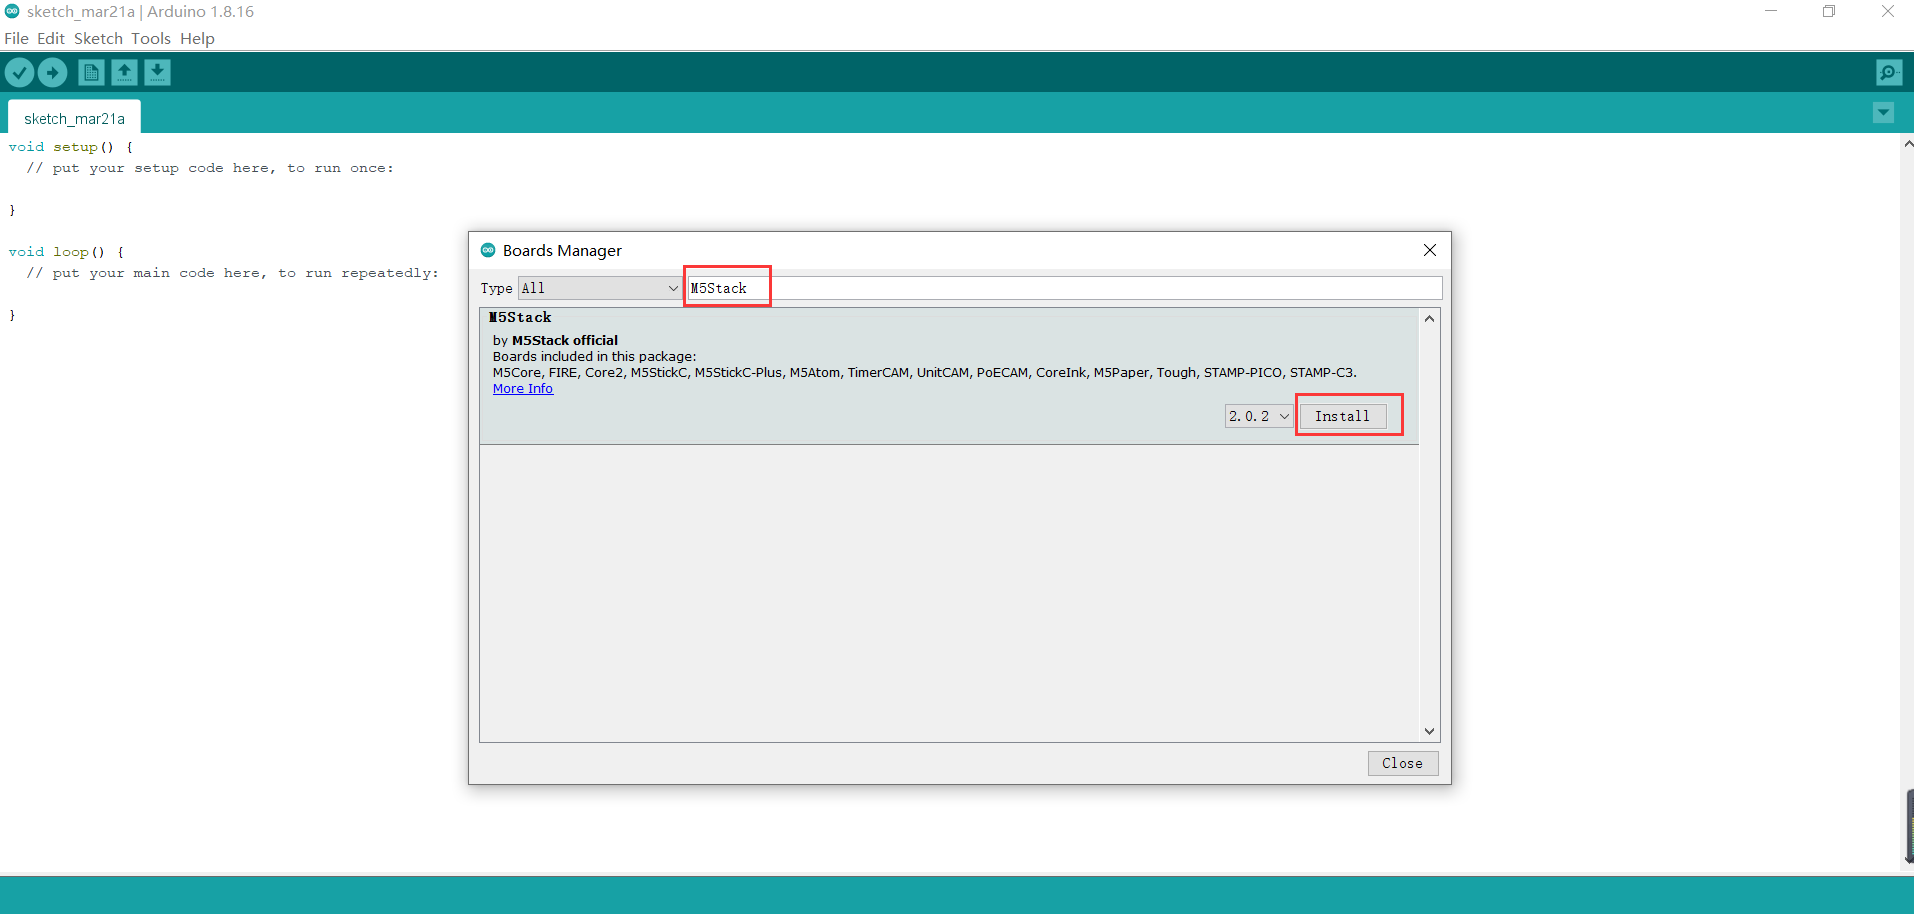 sketch_mar21a | Arduino 1.8.16
File Edit Sketch Tools Help
sketch_mar21a
void setup() {
  // put your setup code here, to run once:
}
void loop() {
  // put your main code here, to run repeatedly:
}
Boards Manager
Type All M5Stack
M5Stack
by M5Stack official
Boards included in this package:
M5Core, FIRE, Core2, M5StickC, M5StickC-Plus, M5Atom, TimerCAM, UnitCAM, PoECAM, CoreInk, M5Paper, Tough, STAMP-PICO, STAMP-C3.
More Info
2.0.2 Install
Close